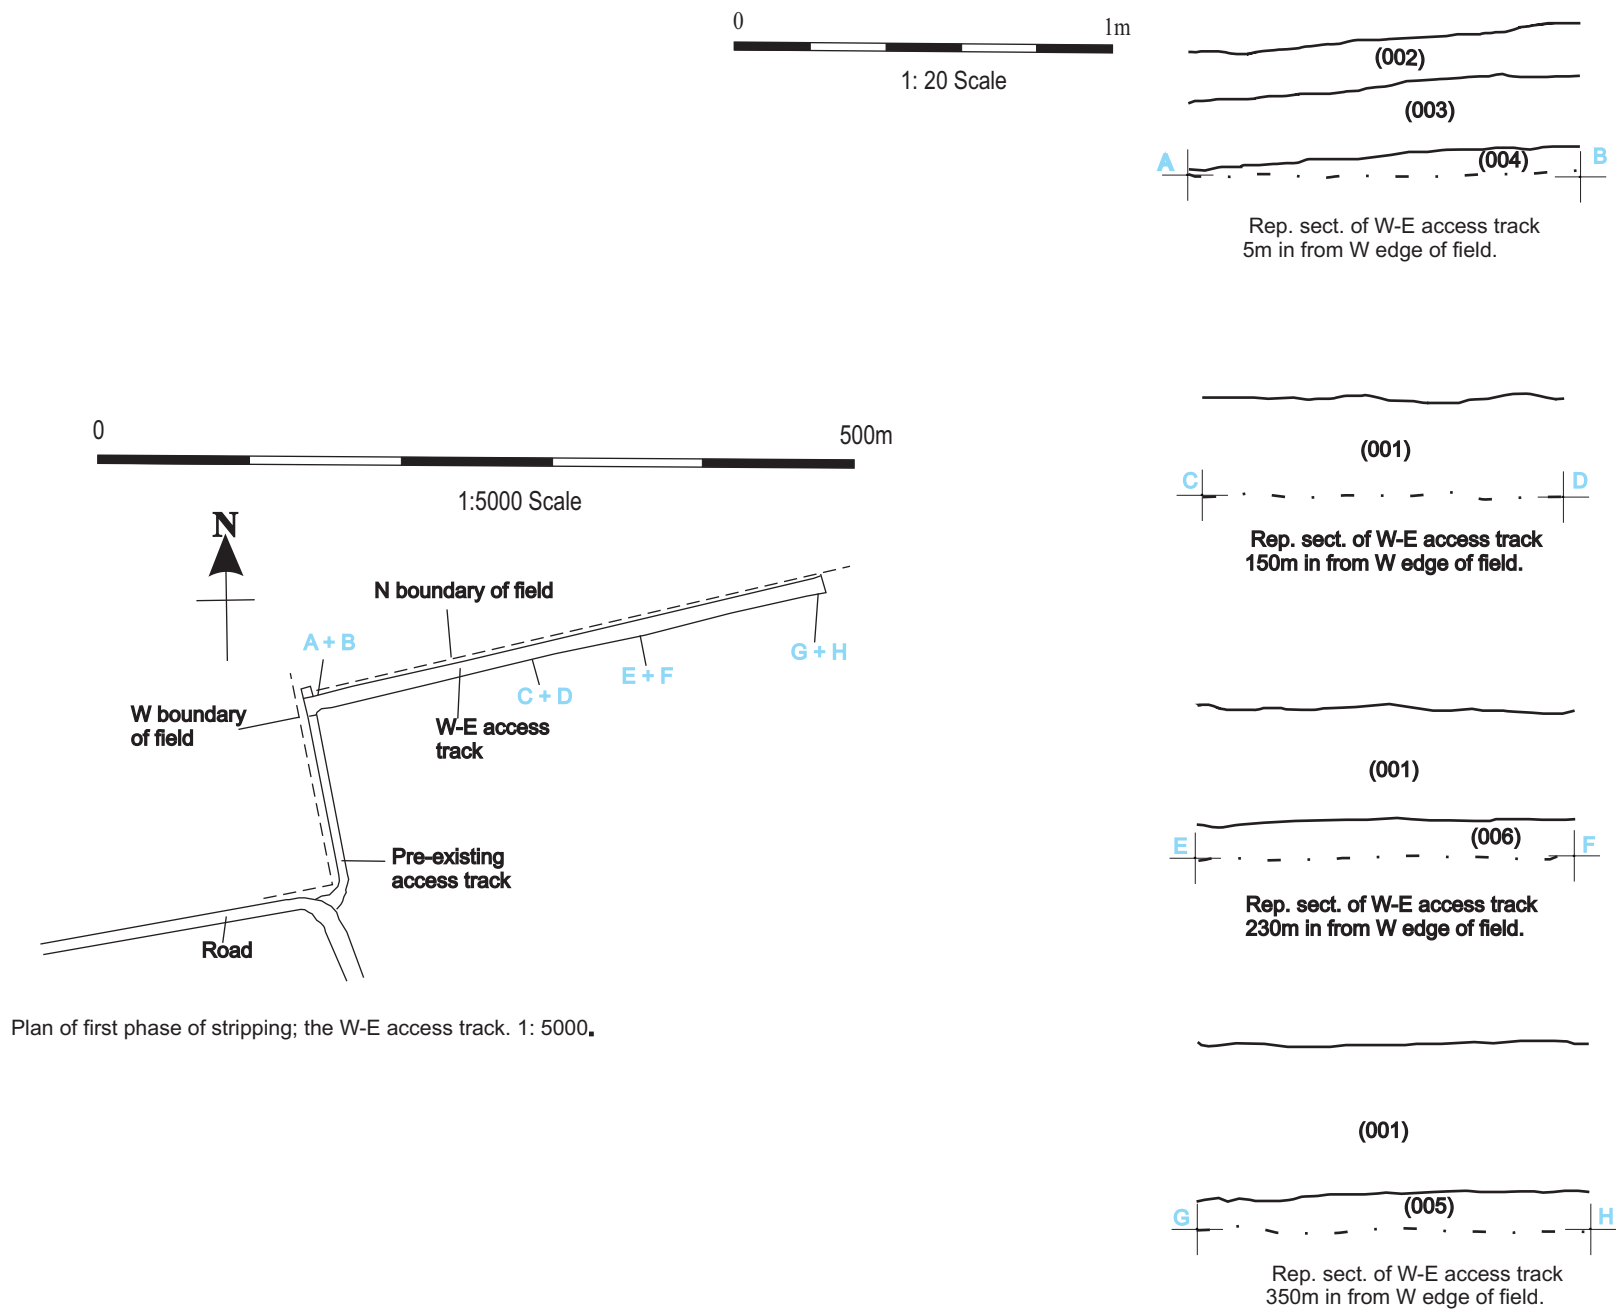 0 1m
1: 20 Scale
(002)
(003)
(004)
A B
Rep. sect. of W-E access track
5m in from W edge of field.
(001)
C D
Rep. sect. of W-E access track
150m in from W edge of field.
(001)
(006)
E F
Rep. sect. of W-E access track
230m in from W edge of field.
(001)
(005)
G H
Rep. sect. of W-E access track
350m in from W edge of field.
0 500m
1:5000 Scale
N
N boundary of field
A + B
G + H
E + F
C + D
W boundary
of field
W-E access
track
Pre-existing
access track
Road
Plan of first phase of stripping; the W-E access track. 1: 5000.